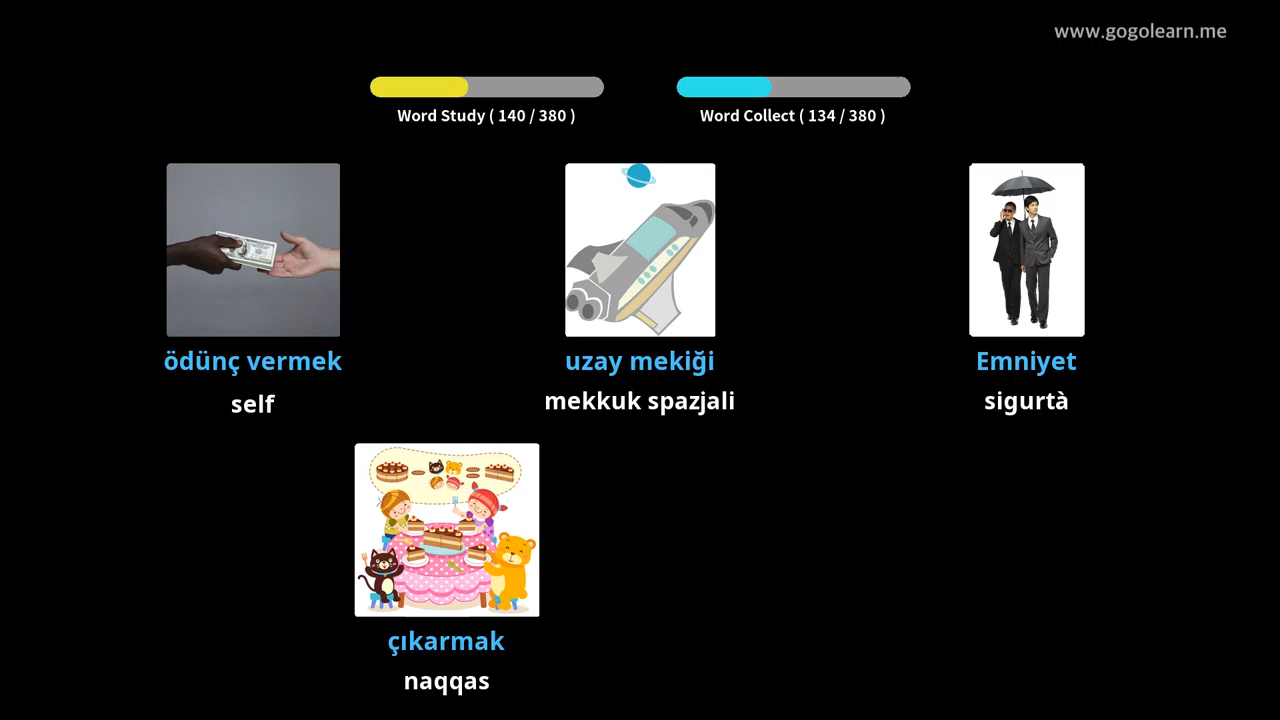 www.gogolearn.me
Word Study ( 140 / 380 )
Word Collect ( 134 / 380 )
ödünç vermek
self
uzay mekiği
mekkuk spazjali
Emniyet
sigurtà
çıkarmak
naqqas